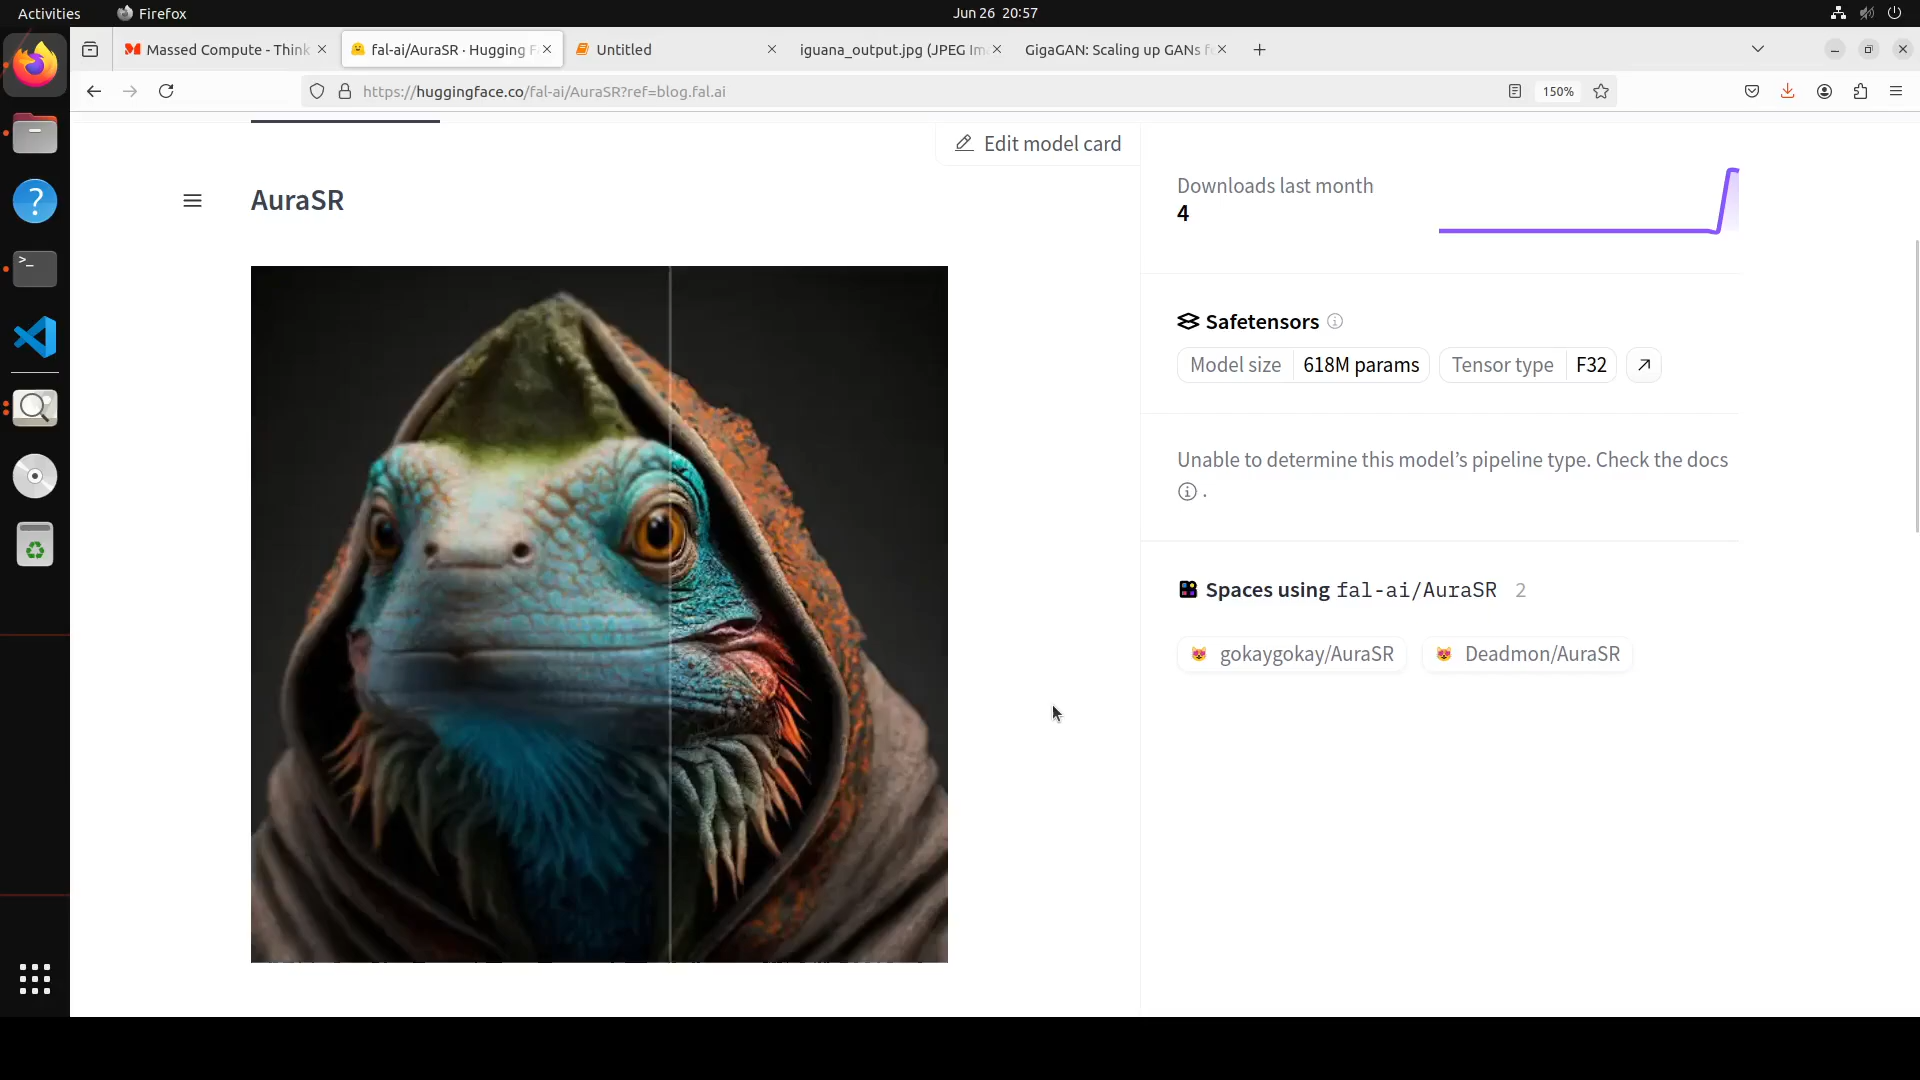 Activities
Firefox
Jun 26 20:57
Massed Compute - Think
fal-ai/AuraSR · Hugging F
Untitled
iguana_output.jpg (JPEG Im
GigaGAN: Scaling up GANs f
https://huggingface.co/fal-ai/AuraSR?ref=blog.fal.ai
150%
Edit model card
AuraSR
Downloads last month
4
Safetensors
Model size 618M params
Tensor type F32
Unable to determine this model’s pipeline type. Check the docs
.
Spaces using fal-ai/AuraSR 2
gokaygokay/AuraSR
Deadmon/AuraSR